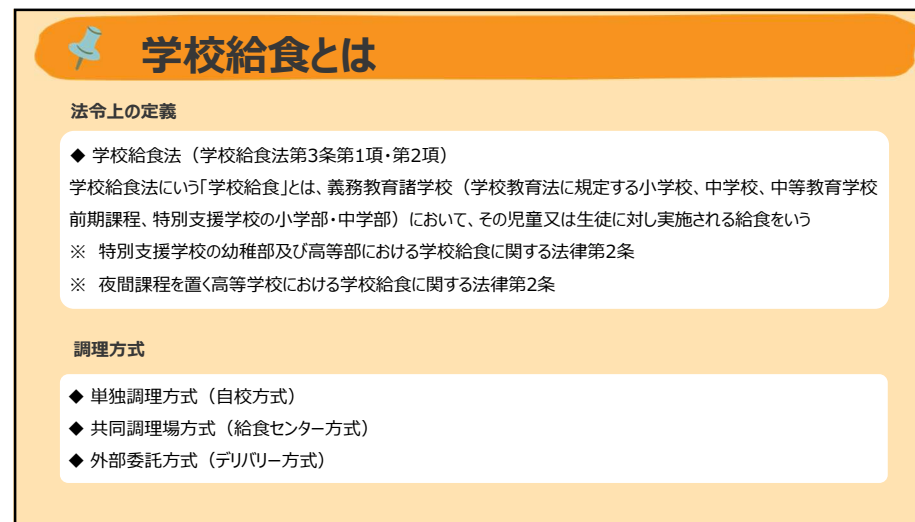 学校給食とは
法令上の定義
◆ 学校給食法（学校給食法第3条第1項・第2項）
学校給食法にいう「学校給食」とは、義務教育諸学校（学校教育法に規定する小学校、中学校、中等教育学校
前期課程、特別支援学校の小学部・中学部）において、その児童又は生徒に対し実施される給食をいう
※ 特別支援学校の幼稚部及び高等部における学校給食に関する法律第2条
※ 夜間課程を置く高等学校における学校給食に関する法律第2条
調理方式
◆ 単独調理方式（自校方式）
◆ 共同調理場方式（給食センター方式）
◆ 外部委託方式（デリバリー方式）